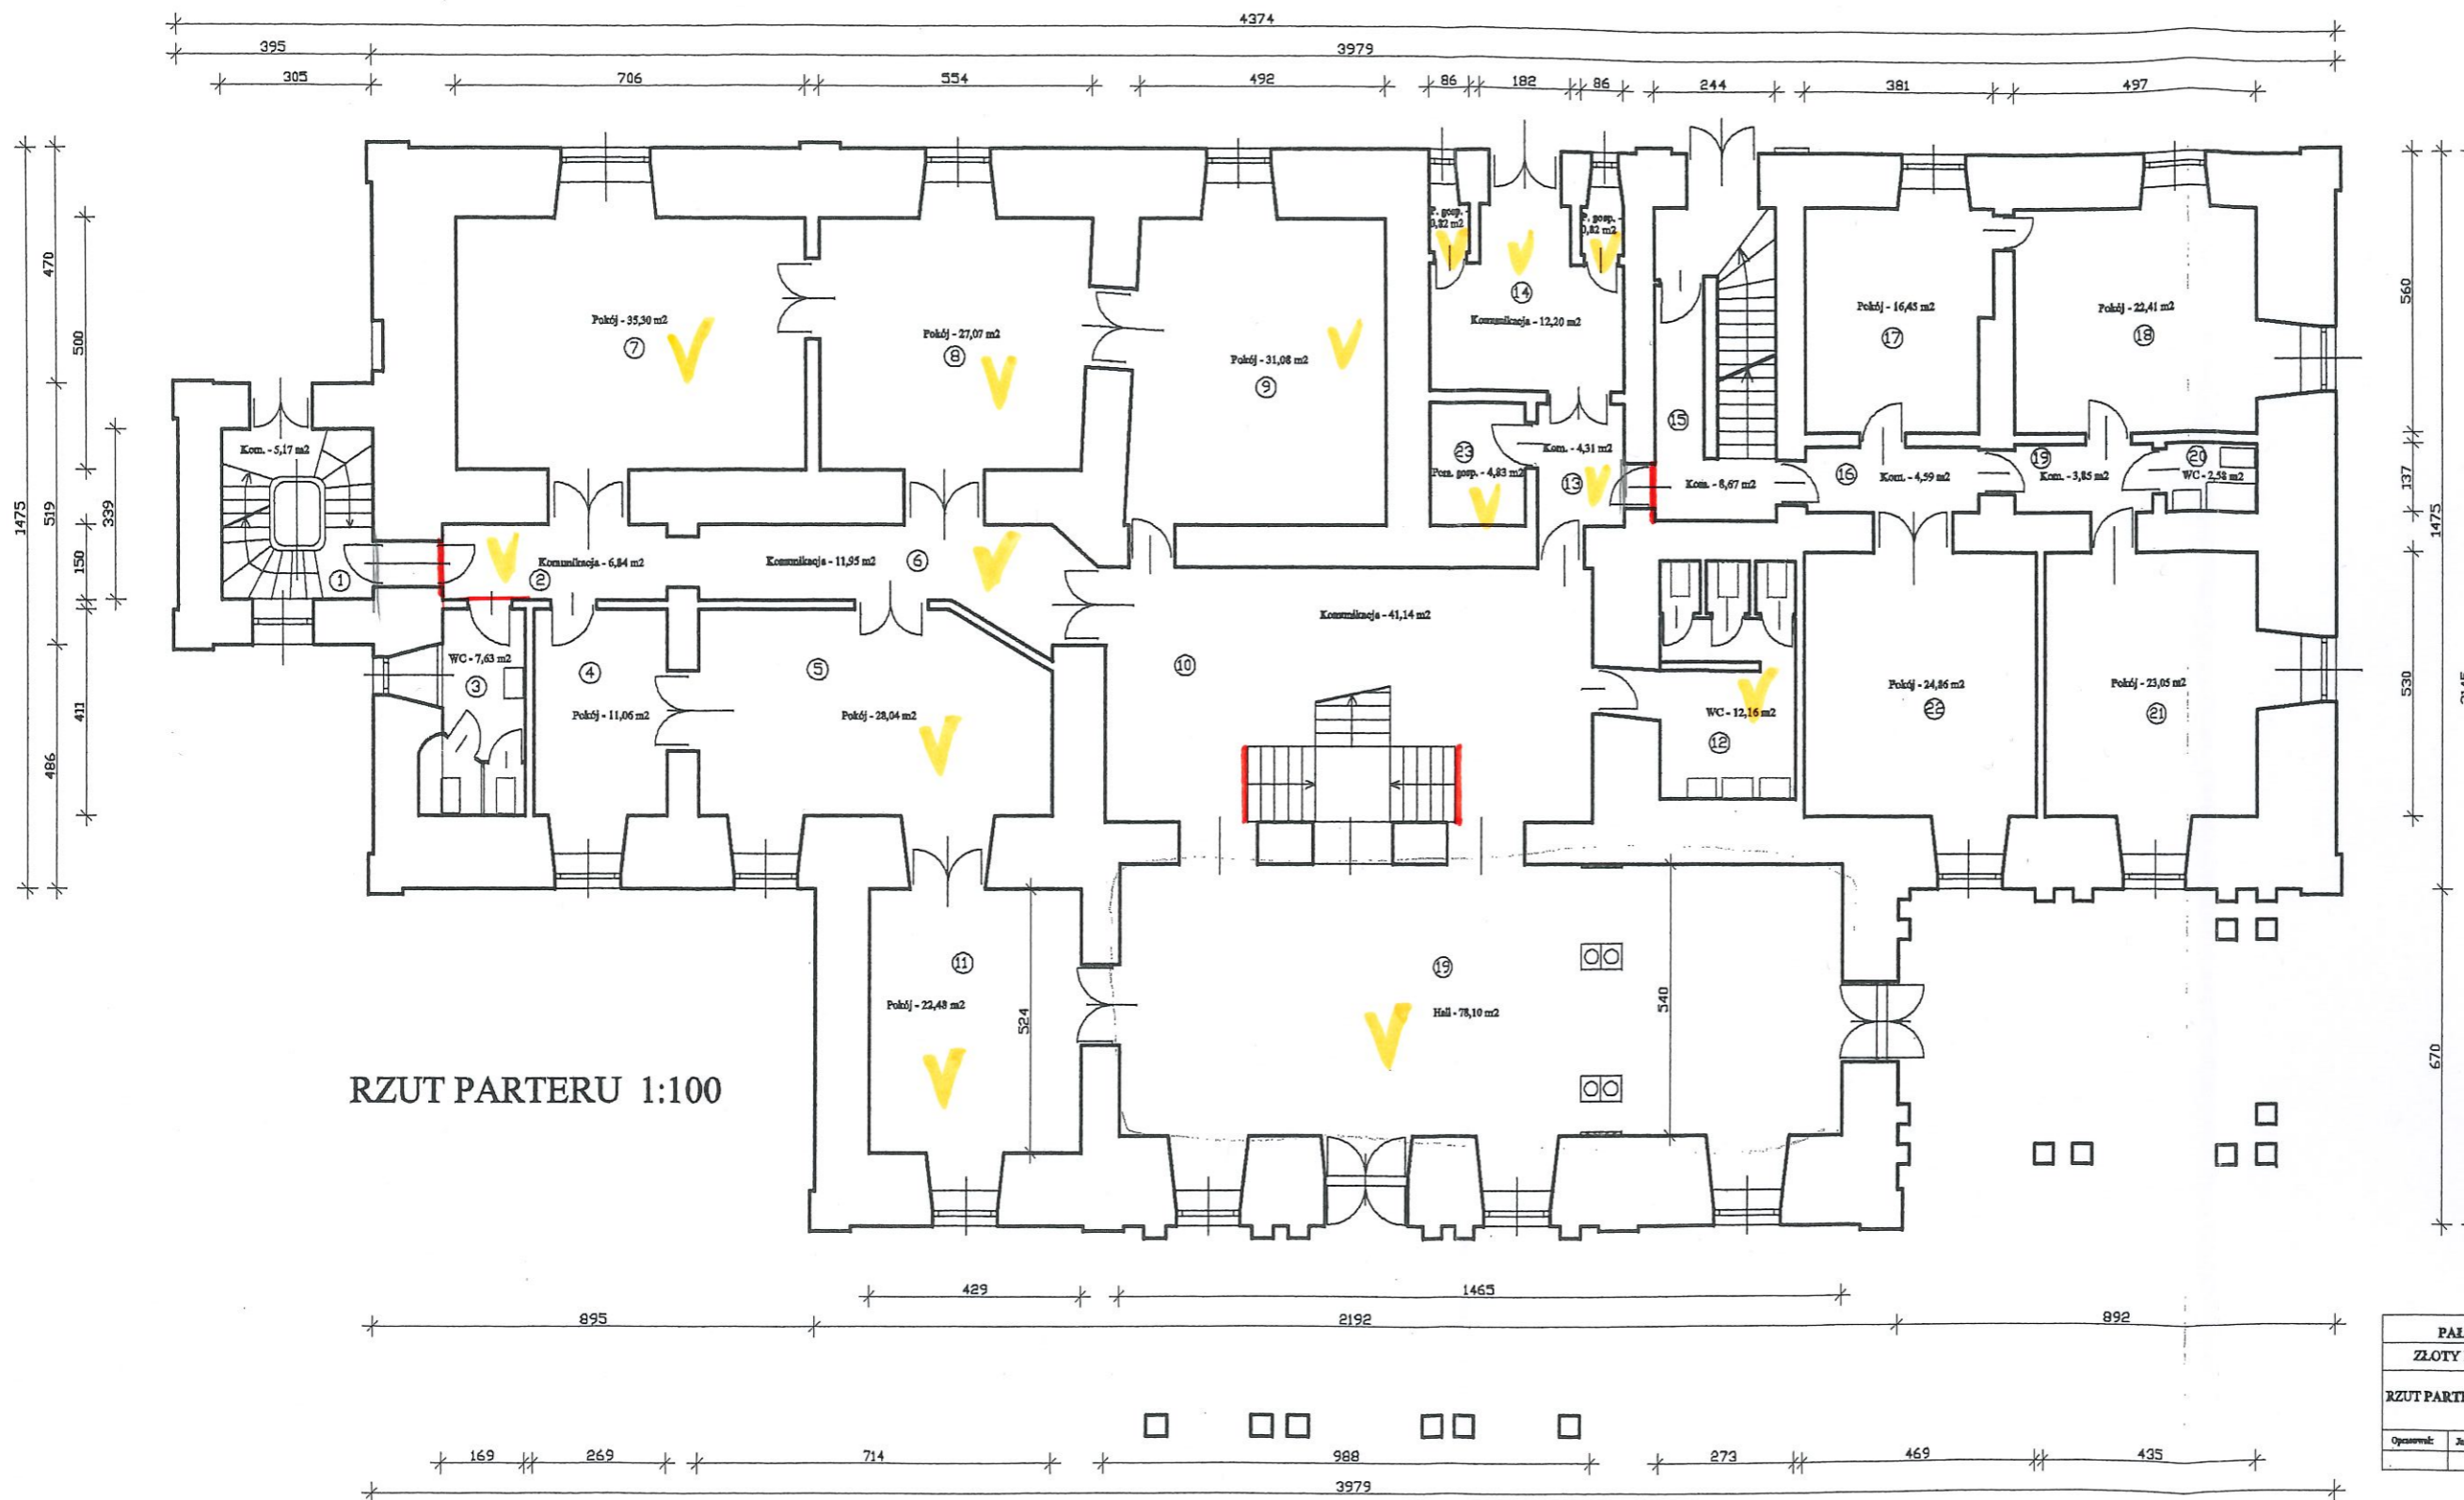 4374
395
3979
305
706
554
492
86
182
86
244
381
497
1475
470
519
486
500
150
411
339
P. gosp. -
0,82 m2
P. gosp. -
0,82 m2
14
Komunikacja - 12,20 m2
Pokój - 35,30 m2
7
Pokój - 27,07 m2
8
Pokój - 31,08 m2
9
Pokój - 16,45 m2
17
Pokój - 22,41 m2
18
560
137
530
1475
670
15
Kom. - 5,17 m2
1
23
Pom. gosp. - 4,83 m2
Kom. - 4,31 m2
13
Kom. - 8,67 m2
16
Kom. - 4,59 m2
19
Kom. - 3,85 m2
20
WC - 2,58 m2
Komunikacja - 6,84 m2
2
Komunikacja - 11,95 m2
6
Komunikacja - 41,14 m2
10
WC - 7,63 m2
3
4
Pokój - 11,06 m2
5
Pokój - 28,04 m2
WC - 12,16 m2
12
Pokój - 24,86 m2
22
Pokój - 23,05 m2
21
11
Pokój - 22,48 m2
524
19
Hall - 78,10 m2
540
RZUT PARTERU 1:100
429
1465
895
2192
892
169
269
714
988
273
469
435
3979
PAŁ
ZŁOTY
RZUT PART
Opracował: